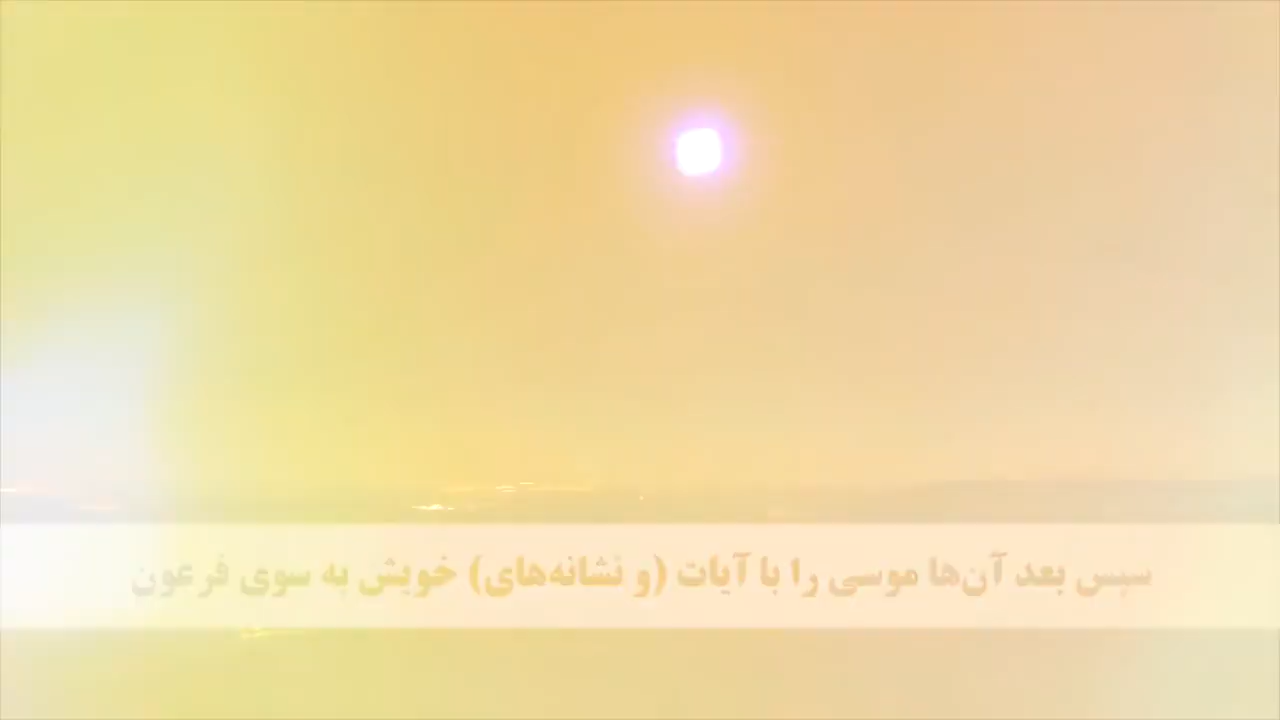 سپس بعد آن‌ها موسی را با آیات (و نشانه‌های) خویش به سوی فرعون